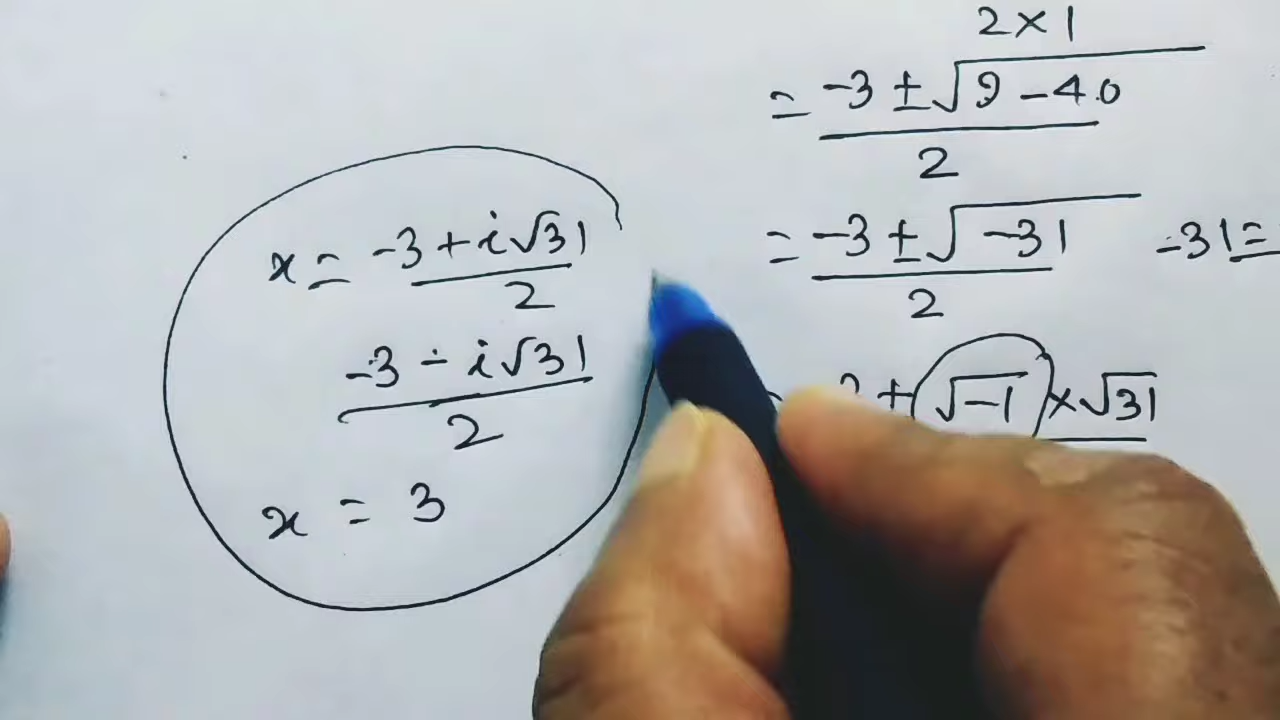 x = -3 + i√31
2
-3 - i√31
2
x = 3
2 × 1
= -3 ± √9 - 40
2
= -3 ± √-31
2
-31 =
√-1 × √31